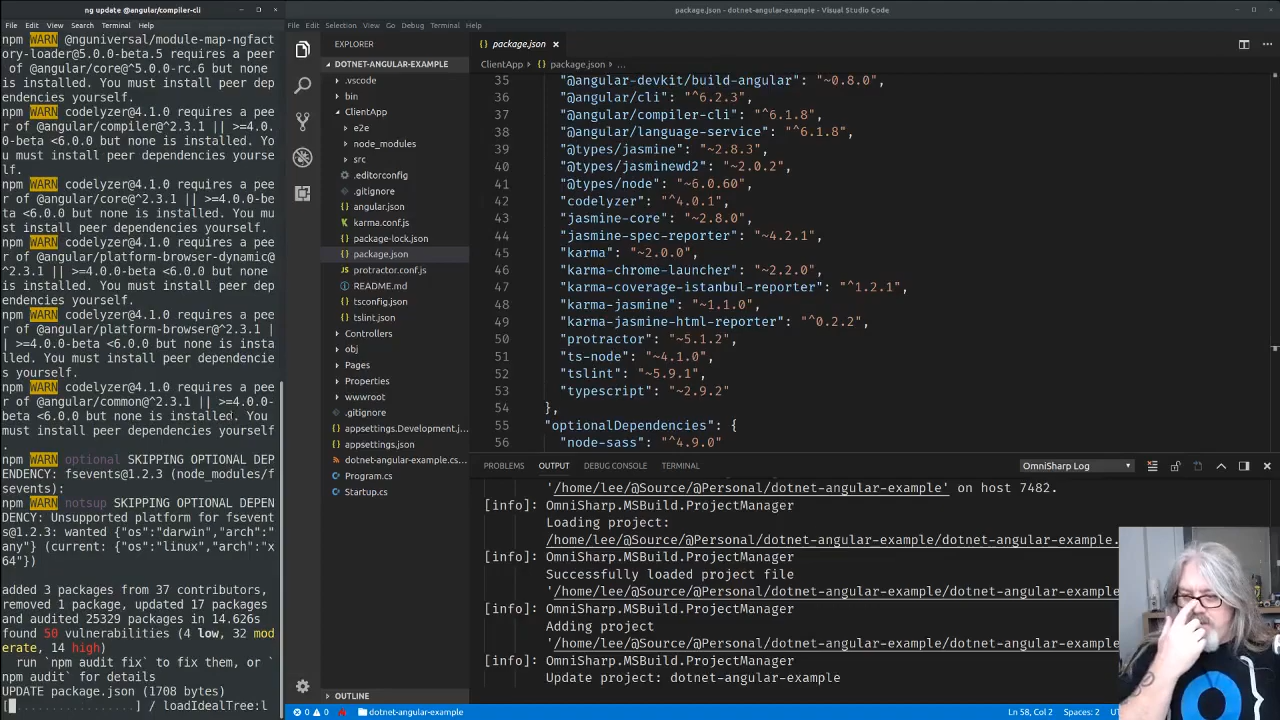 ng update @angular/compiler-cli
File Edit View Search Terminal Help
npm WARN @nguniversal/module-map-ngfact
ory-loader@5.0.0-beta.5 requires a peer
 of @angular/core@^5.0.0-rc.6 but none
is installed. You must install peer dep
endencies yourself.
npm WARN codelyzer@4.1.0 requires a pee
r of @angular/compiler@^2.3.1 || >=4.0.
0-beta <6.0.0 but none is installed. Yo
u must install peer dependencies yourse
lf.
npm WARN codelyzer@4.1.0 requires a pee
r of @angular/core@^2.3.1 || >=4.0.0-be
ta <6.0.0 but none is installed. You mu
st install peer dependencies yourself.
npm WARN codelyzer@4.1.0 requires a pee
r of @angular/platform-browser-dynamic@
^2.3.1 || >=4.0.0-beta <6.0.0 but none
is installed. You must install peer dep
endencies yourself.
npm WARN codelyzer@4.1.0 requires a pee
r of @angular/platform-browser@^2.3.1 |
| >=4.0.0-beta <6.0.0 but none is insta
lled. You must install peer dependencie
s yourself.
npm WARN codelyzer@4.1.0 requires a pee
r of @angular/common@^2.3.1 || >=4.0.0-
beta <6.0.0 but none is installed. You
must install peer dependencies yourself
.
npm WARN optional SKIPPING OPTIONAL DEP
ENDENCY: fsevents@1.2.3 (node_modules/f
sevents):
npm WARN notsup SKIPPING OPTIONAL DEPEN
DENCY: Unsupported platform for fsevent
s@1.2.3: wanted {"os":"darwin","arch":"
any"} (current: {"os":"linux","arch":"x
64"})
added 3 packages from 37 contributors,
removed 1 package, updated 17 packages
and audited 25329 packages in 14.626s
found 50 vulnerabilities (4 low, 32 mod
erate, 14 high)
run `npm audit fix` to fix them, or `
npm audit` for details
UPDATE package.json (1708 bytes)
[ ..................] / loadIdealTree:l
package.json - dotnet-angular-example - Visual Studio Code
File Edit Selection View Go Debug Terminal Help
EXPLORER
DOTNET-ANGULAR-EXAMPLE
.vscode
bin
ClientApp
e2e
node_modules
src
.editorconfig
.gitignore
angular.json
karma.conf.js
package-lock.json
package.json
protractor.conf.js
README.md
tsconfig.json
tslint.json
Controllers
obj
Pages
Properties
wwwroot
.gitignore
appsettings.Development.j...
appsettings.json
dotnet-angular-example.cs...
Program.cs
Startup.cs
OUTLINE
package.json
ClientApp > package.json > ...
35 "@angular-devkit/build-angular": "~0.8.0",
36 "@angular/cli": "^6.2.3",
37 "@angular/compiler-cli": "^6.1.8",
38 "@angular/language-service": "^6.1.8",
39 "@types/jasmine": "~2.8.3",
40 "@types/jasminewd2": "~2.0.2",
41 "@types/node": "~6.0.60",
42 "codelyzer": "^4.0.1",
43 "jasmine-core": "~2.8.0",
44 "jasmine-spec-reporter": "~4.2.1",
45 "karma": "~2.0.0",
46 "karma-chrome-launcher": "~2.2.0",
47 "karma-coverage-istanbul-reporter": "^1.2.1",
48 "karma-jasmine": "~1.1.0",
49 "karma-jasmine-html-reporter": "^0.2.2",
50 "protractor": "~5.1.2",
51 "ts-node": "~4.1.0",
52 "tslint": "~5.9.1",
53 "typescript": "~2.9.2"
54 },
55 "optionalDependencies": {
56 "node-sass": "^4.9.0"
PROBLEMS OUTPUT DEBUG CONSOLE TERMINAL OmniSharp Log
'/home/lee/@Source/@Personal/dotnet-angular-example' on host 7482.
[info]: OmniSharp.MSBuild.ProjectManager
Loading project:
/home/lee/@Source/@Personal/dotnet-angular-example/dotnet-angular-example.
[info]: OmniSharp.MSBuild.ProjectManager
Successfully loaded project file
'/home/lee/@Source/@Personal/dotnet-angular-example/dotnet-angular-example
[info]: OmniSharp.MSBuild.ProjectManager
Adding project
'/home/lee/@Source/@Personal/dotnet-angular-example/dotnet-angular-example
[info]: OmniSharp.MSBuild.ProjectManager
Update project: dotnet-angular-example
0 0 dotnet-angular-example Ln 58, Col 2 Spaces: 2